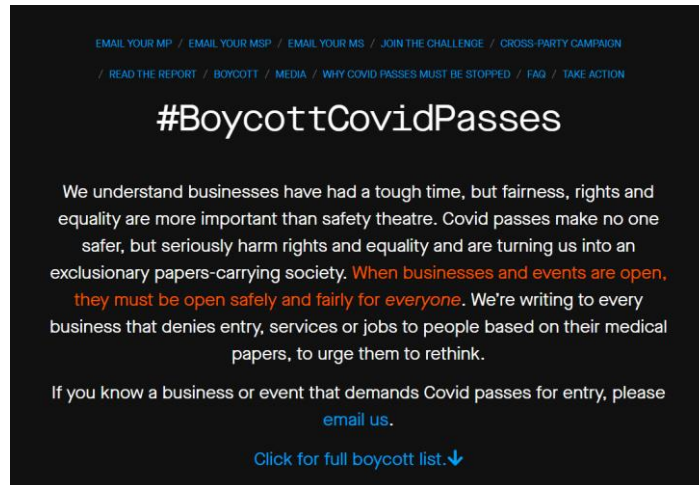 EMAIL YOUR MP / EMAIL YOUR MSP / EMAIL YOUR MS / JOIN THE CHALLENGE / CROSS-PARTY CAMPAIGN
/ READ THE REPORT / BOYCOTT / MEDIA / WHY COVID PASSES MUST BE STOPPED / FAQ / TAKE ACTION
#BoycottCovidPasses
We understand businesses have had a tough time, but fairness, rights and
equality are more important than safety theatre. Covid passes make no one
safer, but seriously harm rights and equality and are turning us into an
exclusionary papers-carrying society. When businesses and events are open,
they must be open safely and fairly for everyone. We’re writing to every
business that denies entry, services or jobs to people based on their medical
papers, to urge them to rethink.
If you know a business or event that demands Covid passes for entry, please
email us.
Click for full boycott list.↓